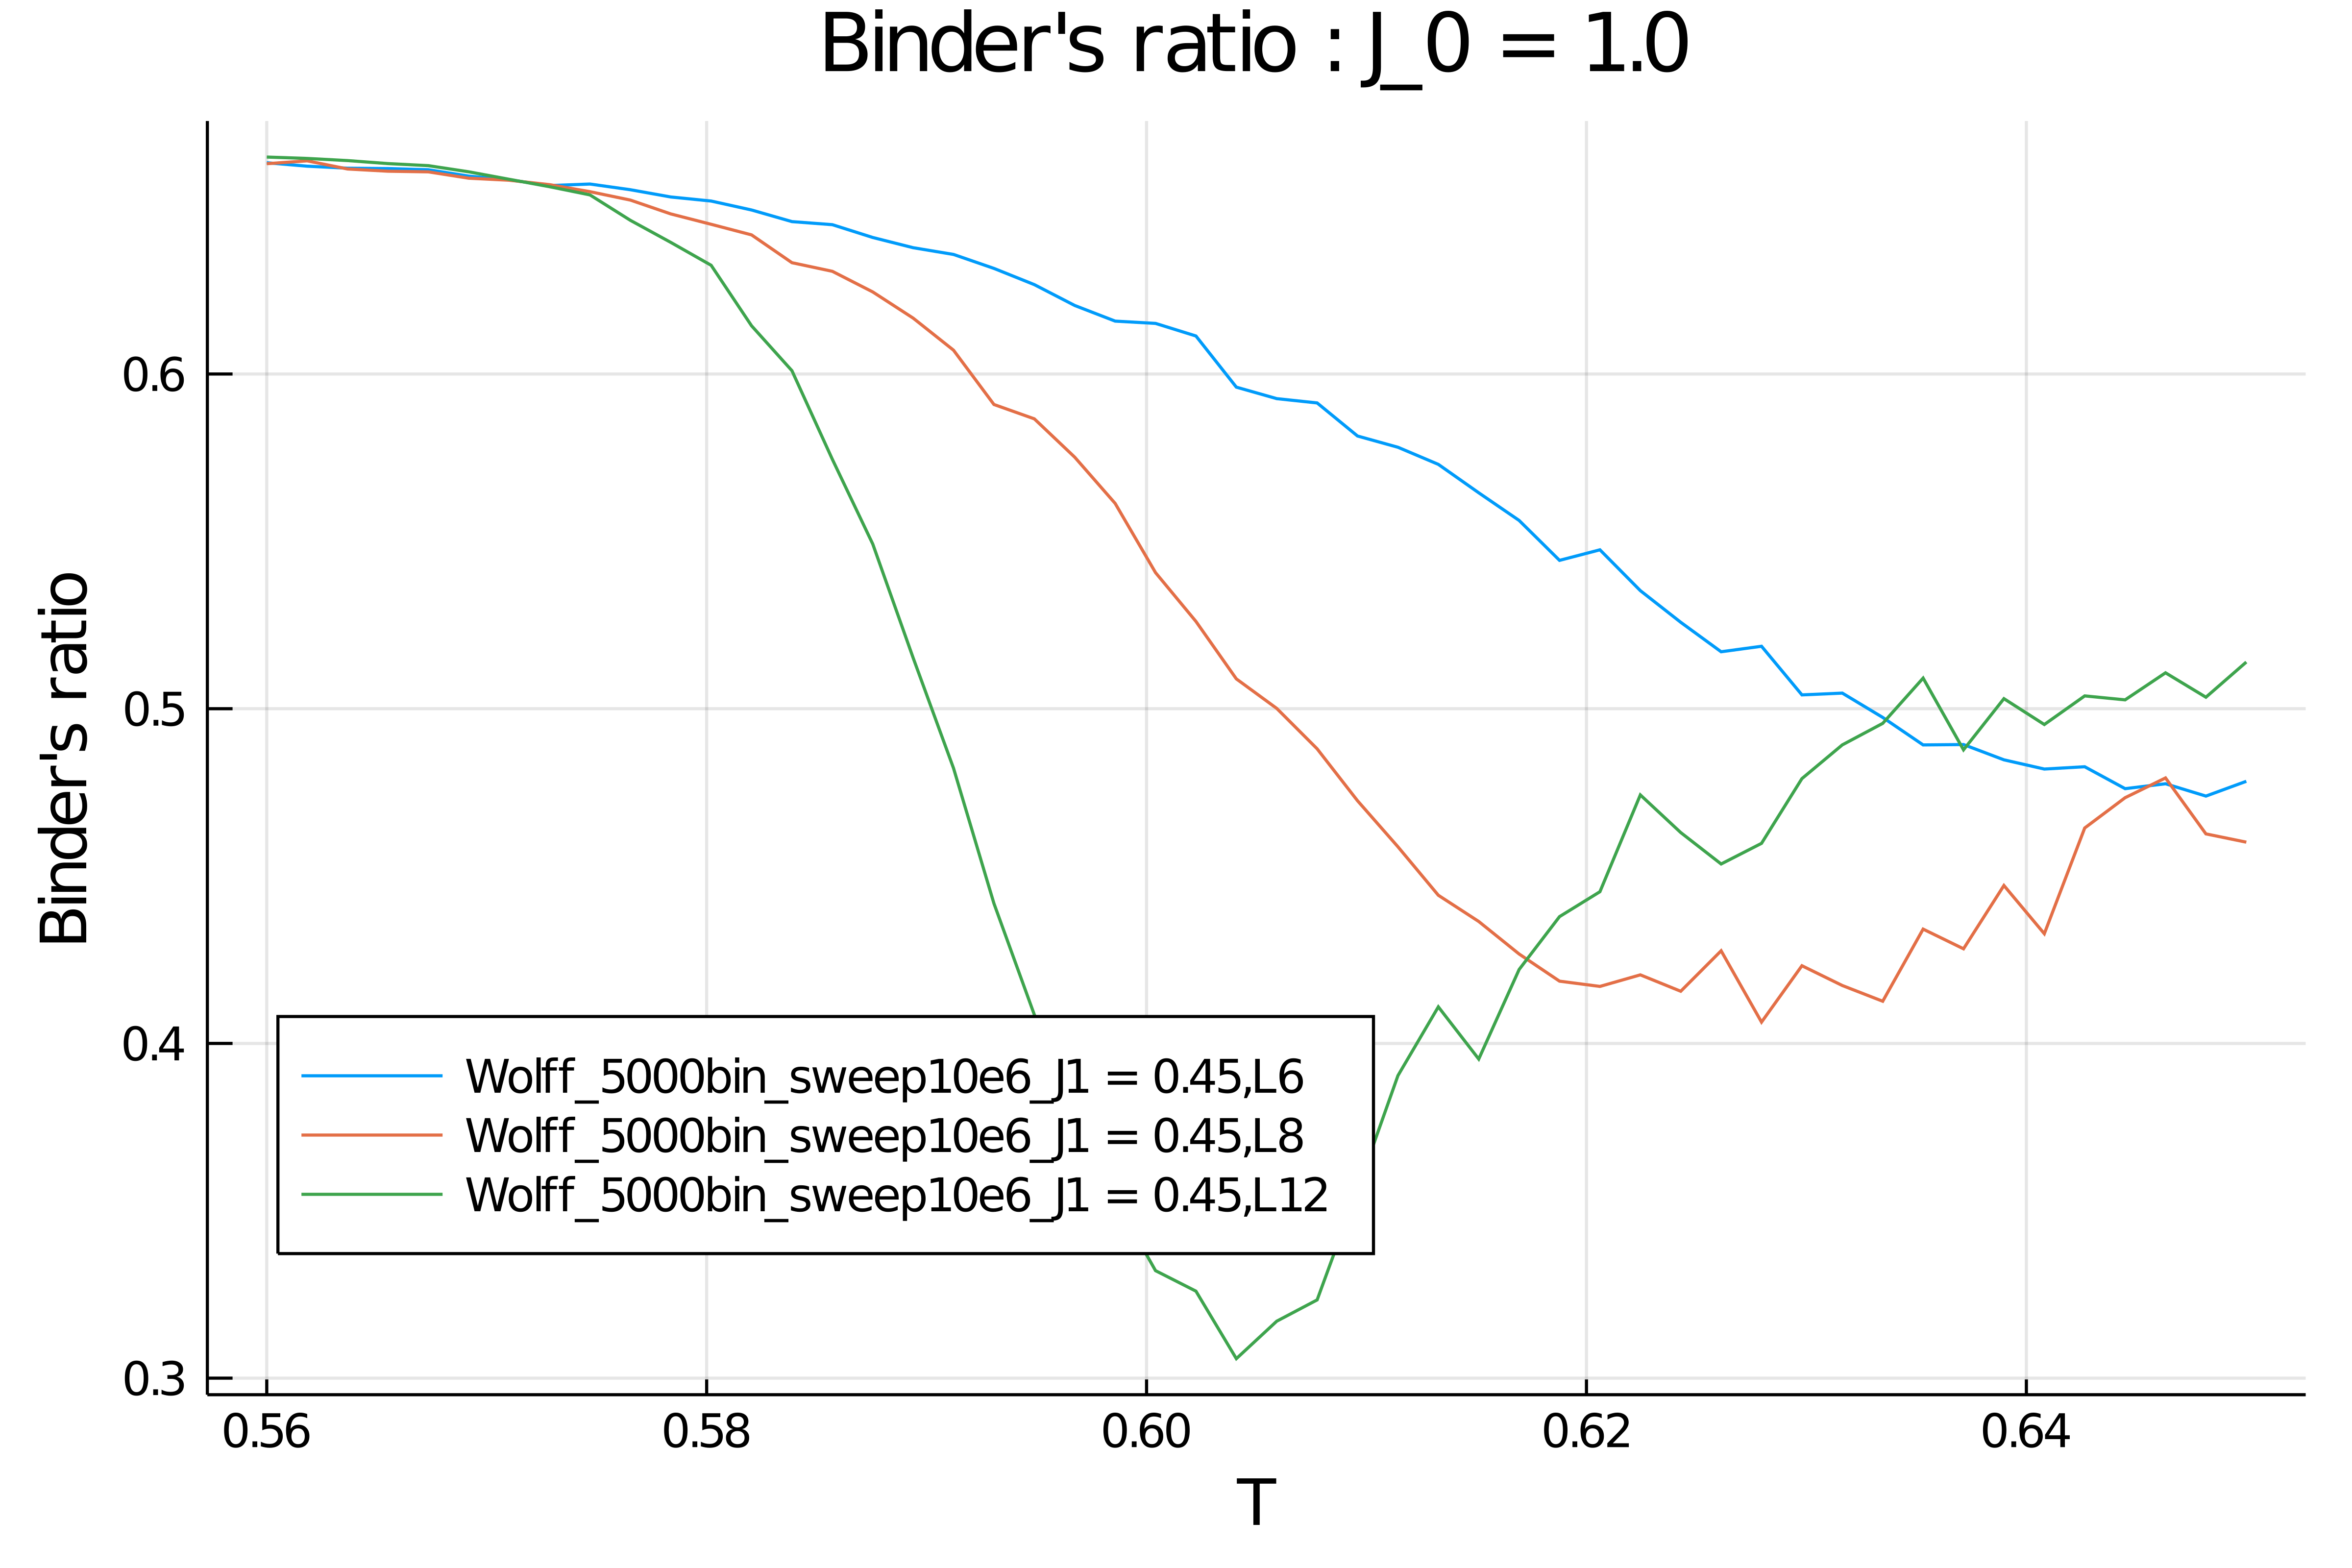 Binder's ratio : J_0 = 1.0
Binder's ratio
0.6
0.5
0.4
0.3
Wolff_5000bin_sweep10e6_J1 = 0.45,L6
Wolff_5000bin_sweep10e6_J1 = 0.45,L8
Wolff_5000bin_sweep10e6_J1 = 0.45,L12
0.56 0.58 0.60 0.62 0.64
T